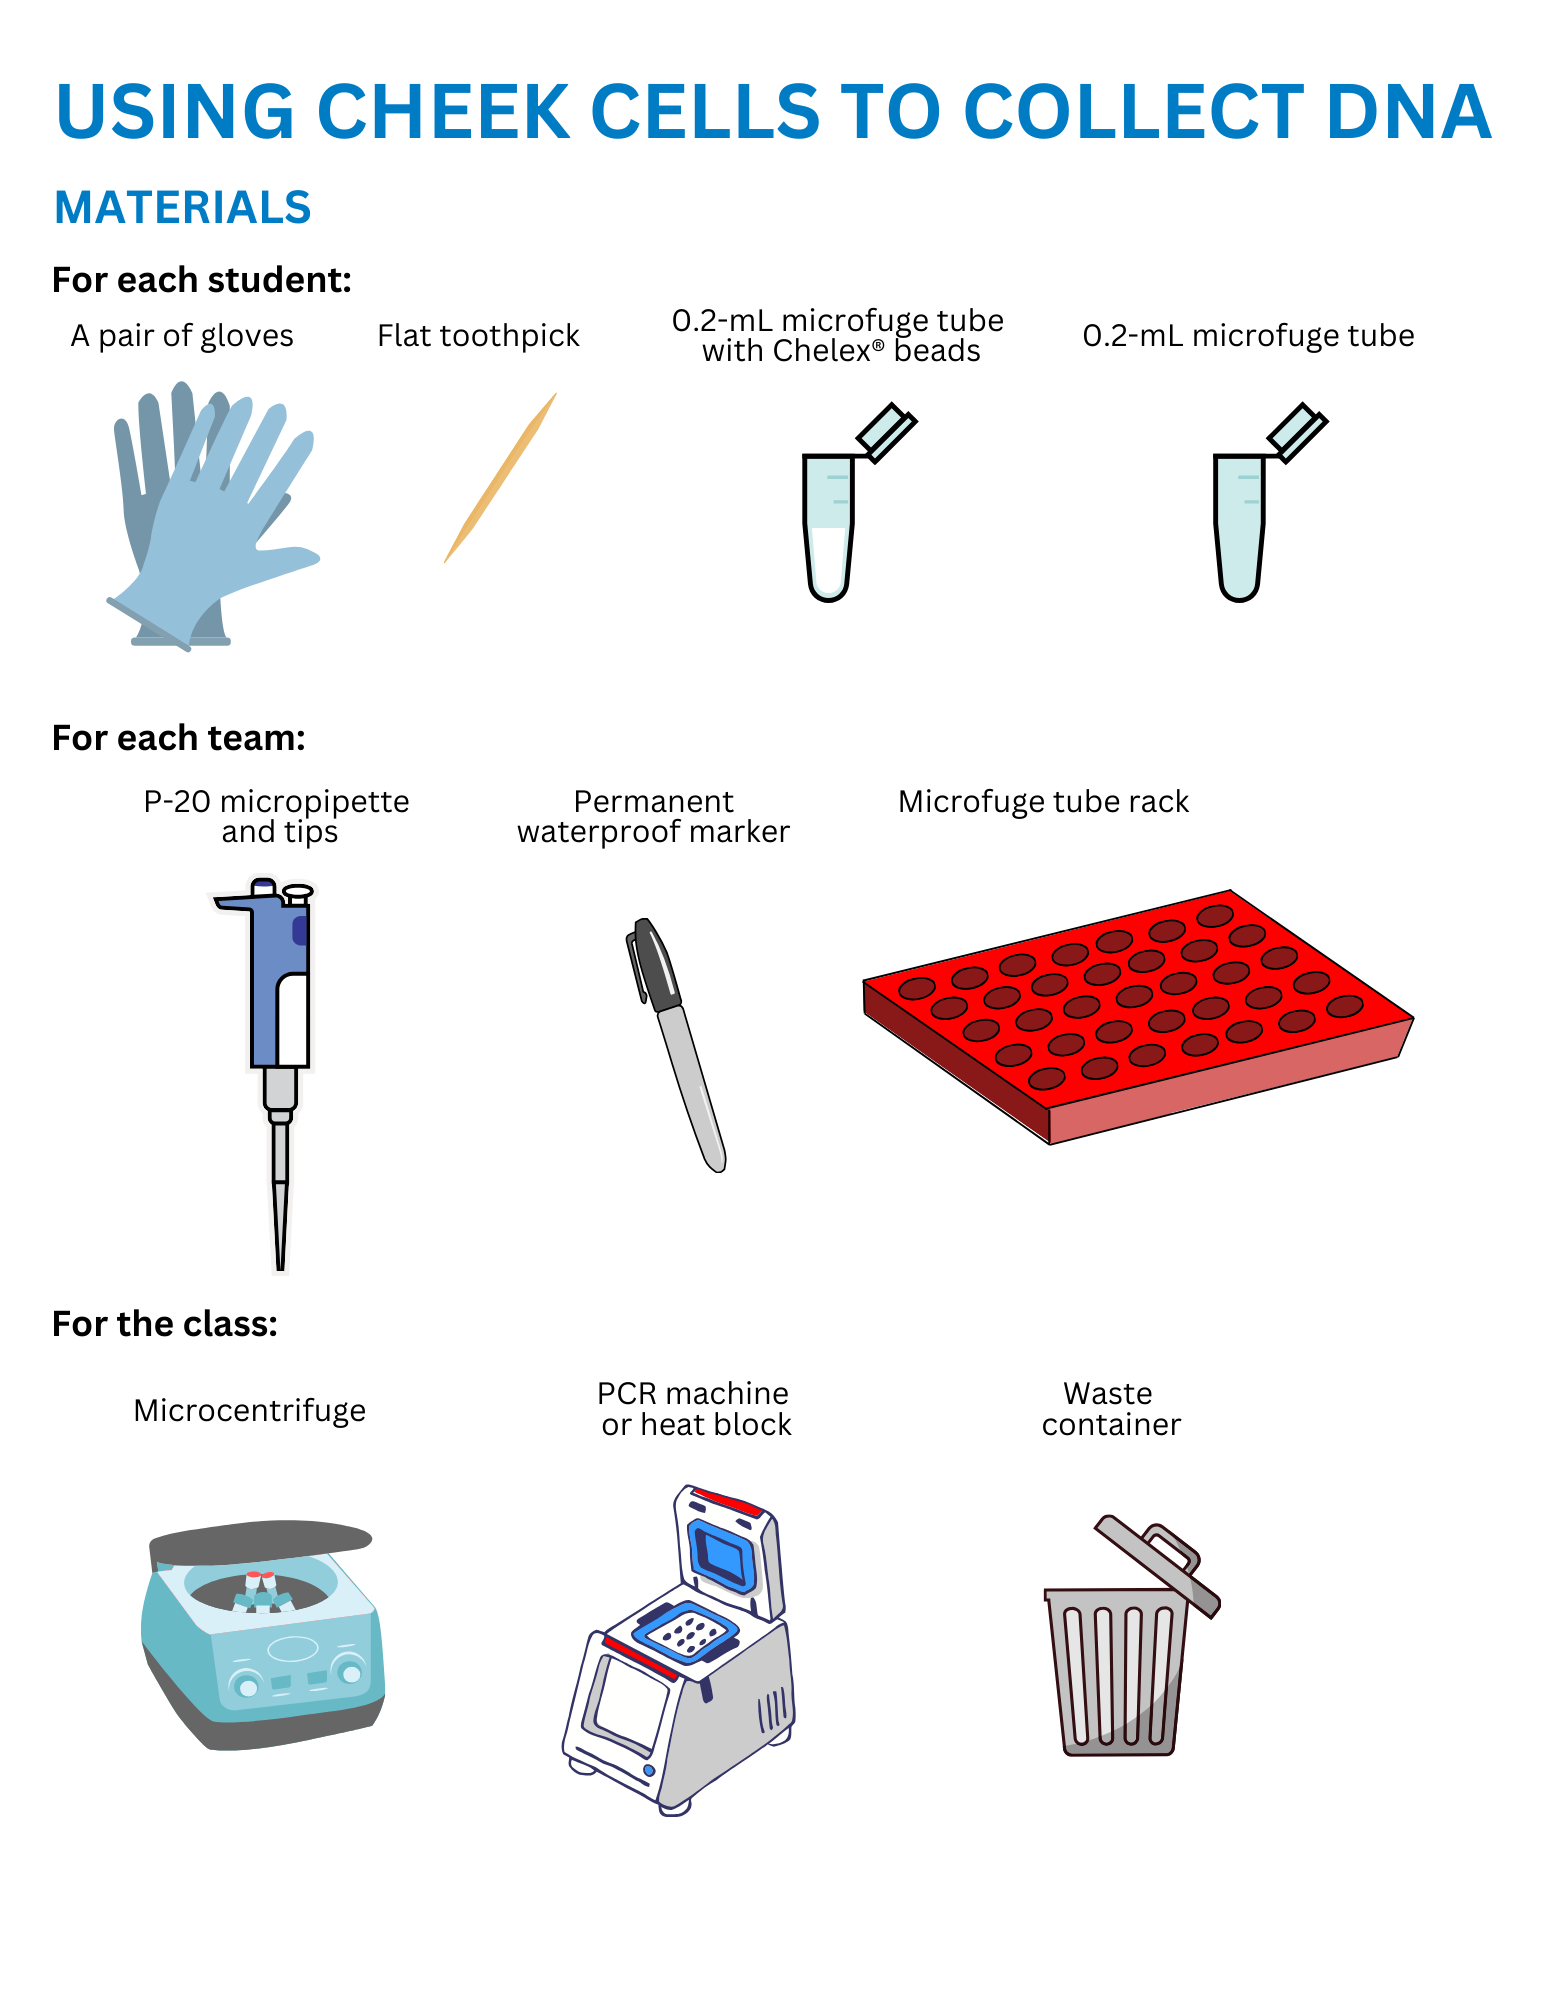 USING CHEEK CELLS TO COLLECT DNA
MATERIALS
For each student:
A pair of gloves
Flat toothpick
0.2-mL microfuge tube
with Chelex® beads
0.2-mL microfuge tube
For each team:
P-20 micropipette
and tips
Permanent
waterproof marker
Microfuge tube rack
For the class:
Microcentrifuge
PCR machine
or heat block
Waste
container